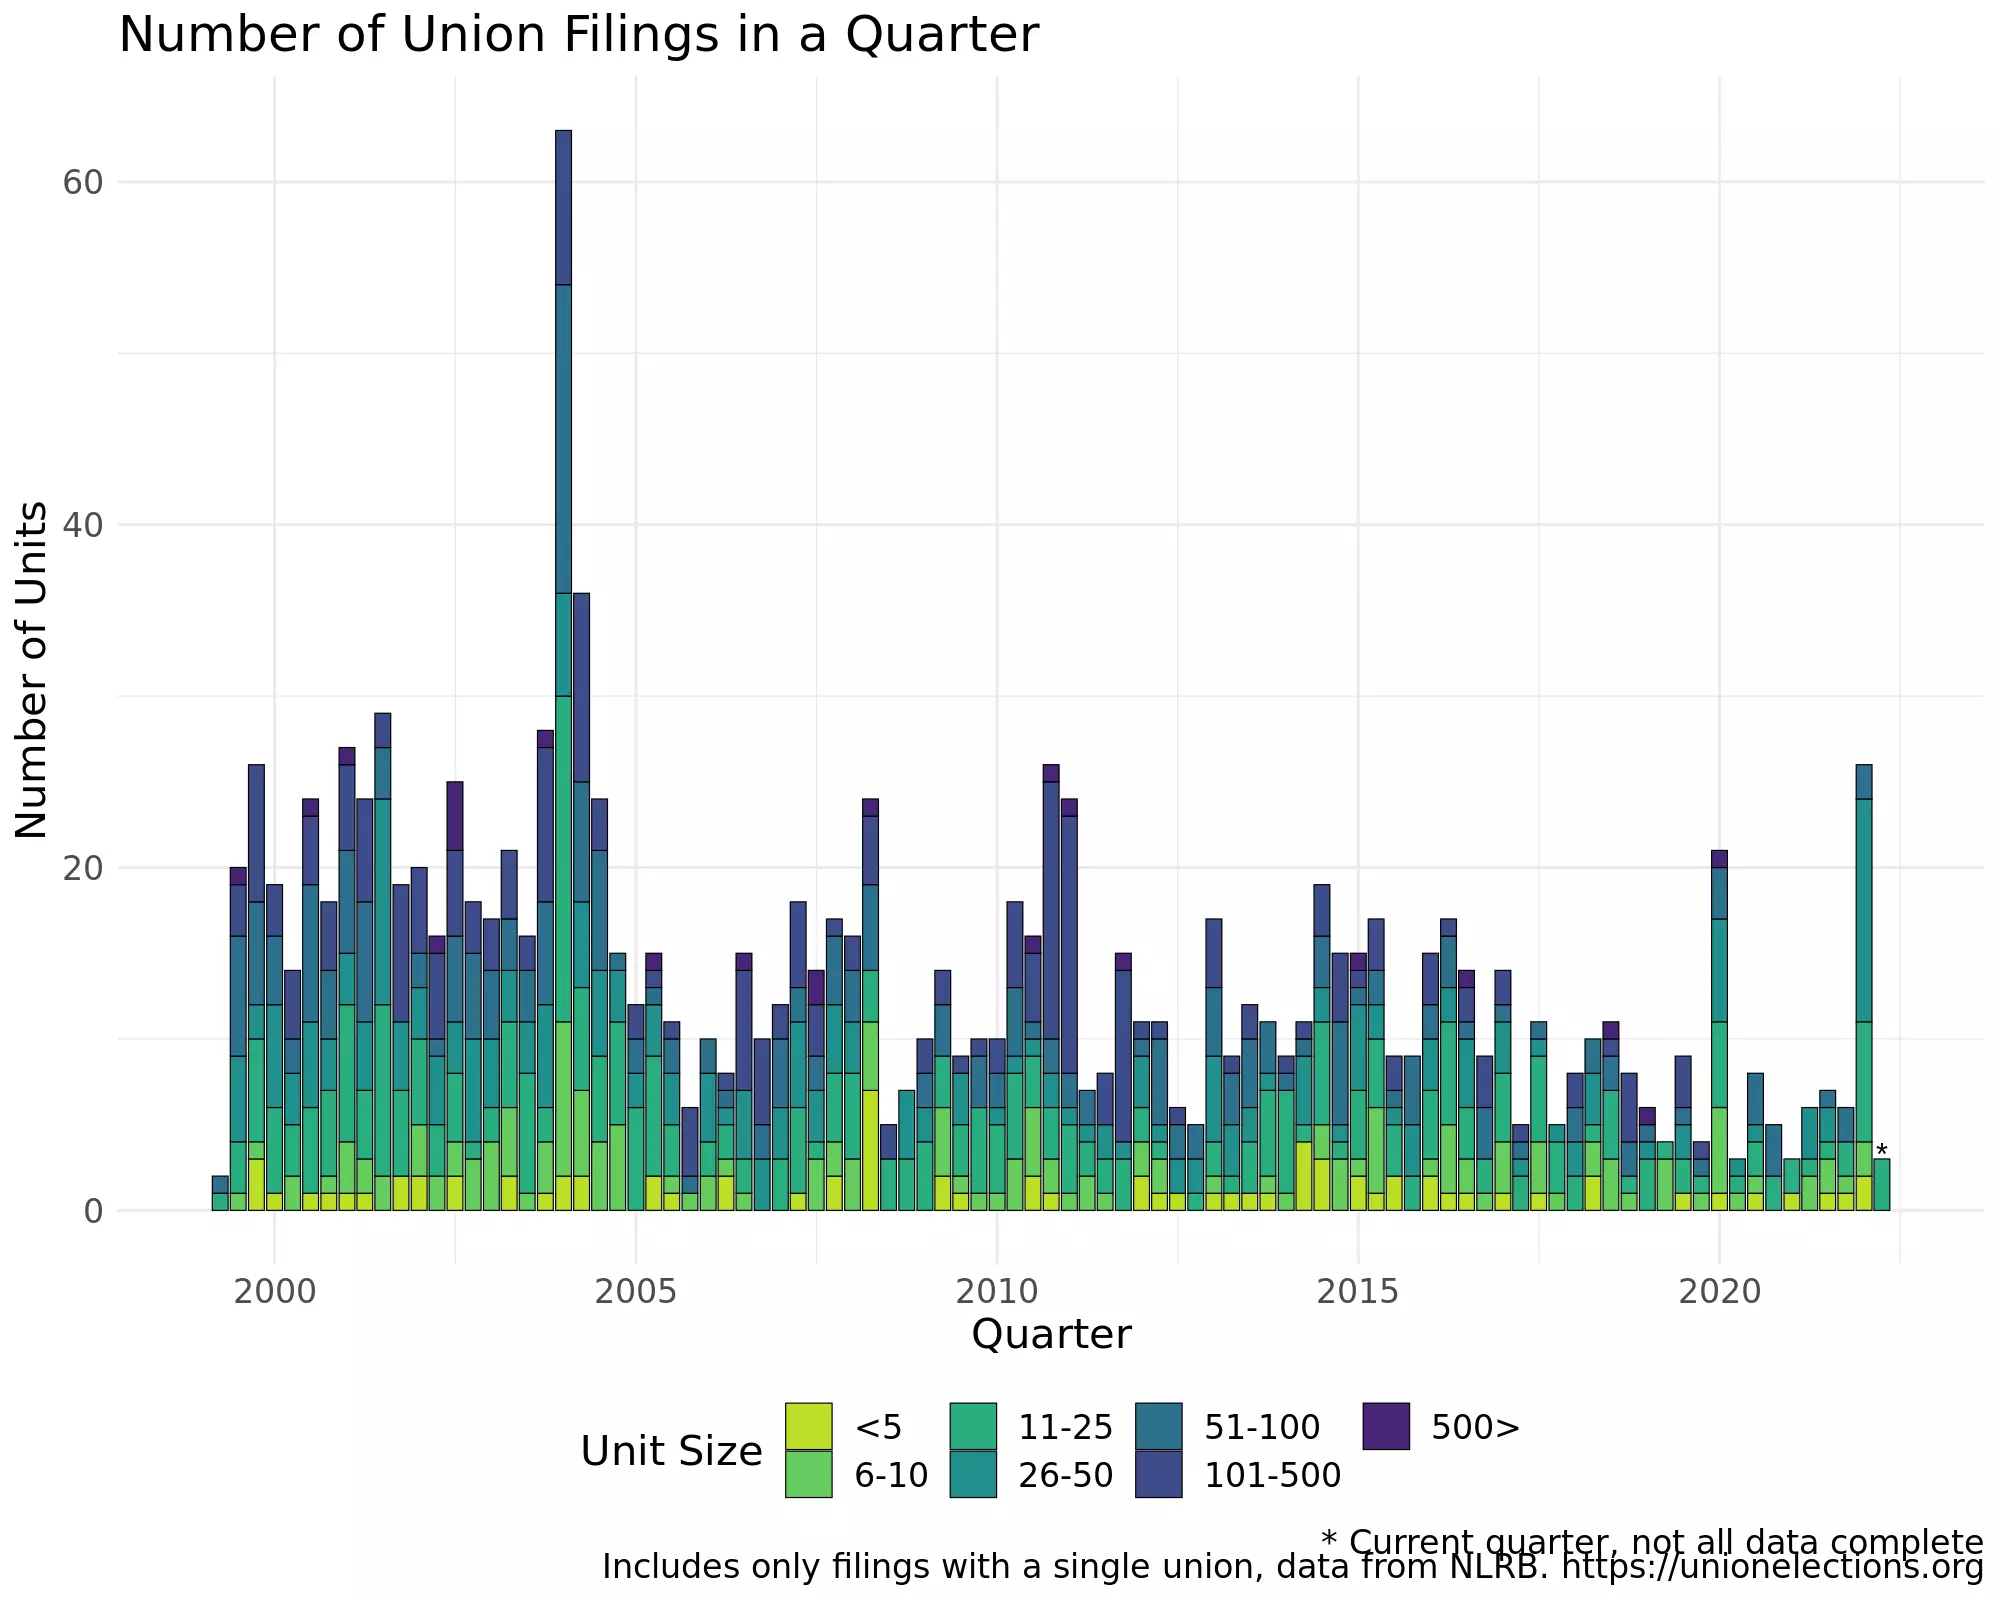 Number of Union Filings in a Quarter
Number of Units
60
40
20
0
*
2000 2005 2010 2015 2020
Quarter
Unit Size
<5 11-25 51-100 500>
6-10 26-50 101-500
* Current quarter, not all data complete
Includes only filings with a single union, data from NLRB. https://unionelections.org